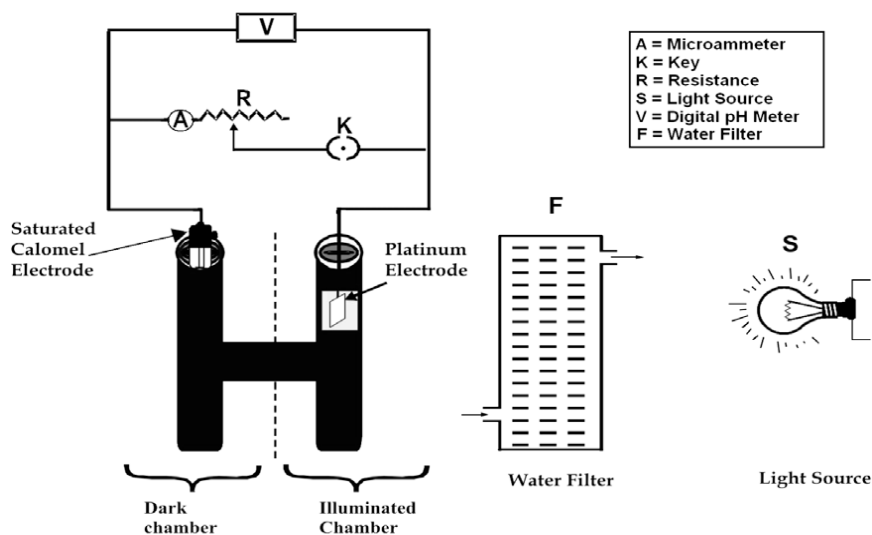 V
A = Microammeter
K = Key
R = Resistance
S = Light Source
V = Digital pH Meter
F = Water Filter
R
A
K
Saturated
Calomel
Electrode
Platinum
Electrode
F
S
Dark
chamber
Illuminated
Chamber
Water Filter
Light Source